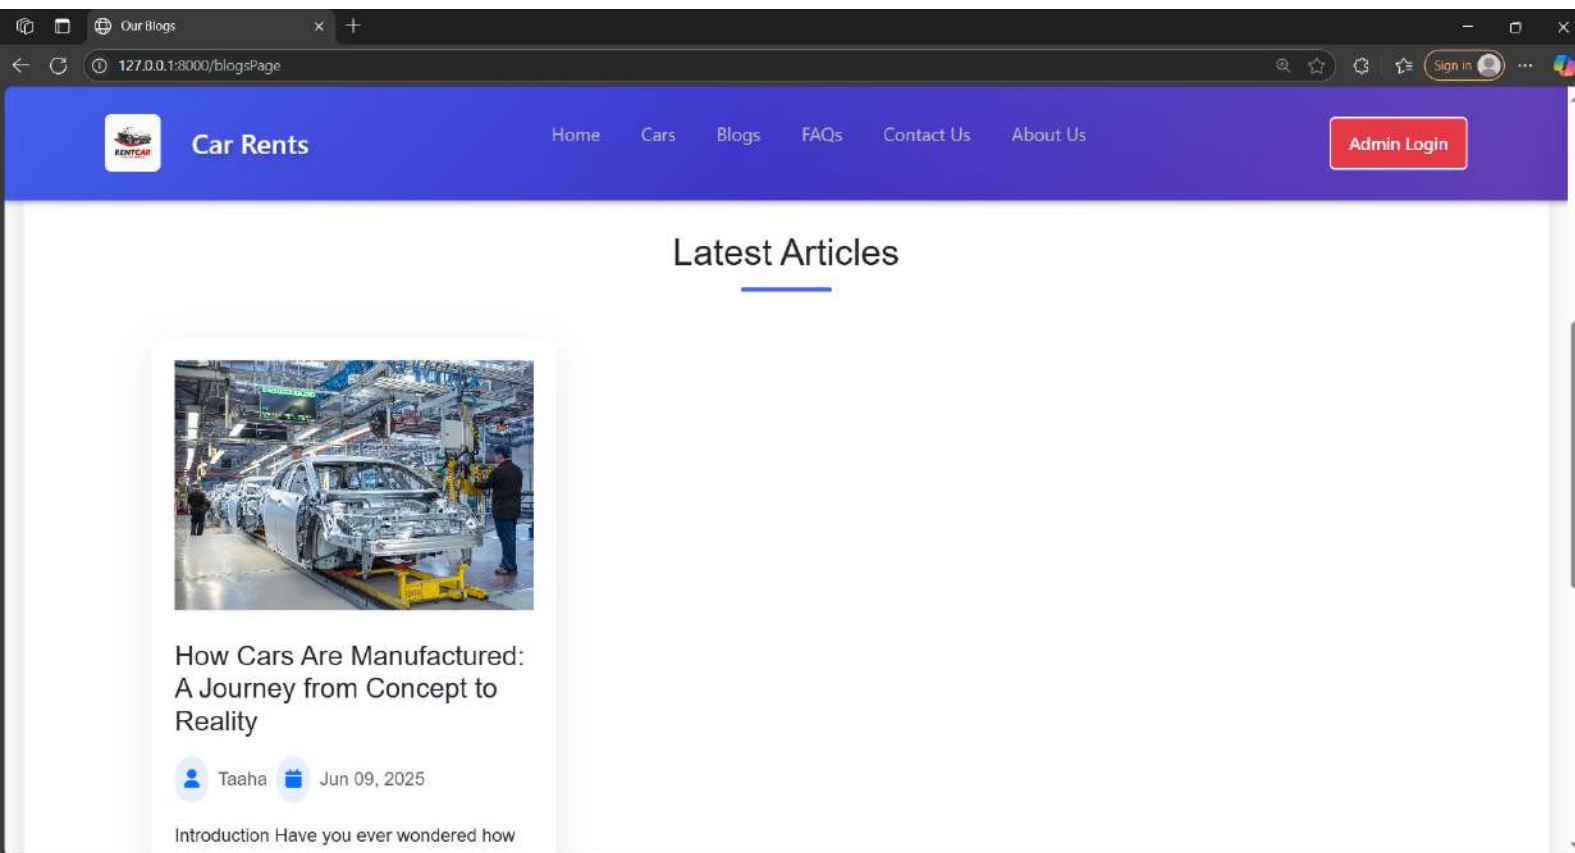 Our Blogs
127.0.0.1:8000/blogsPage
Sign in
RENTCAR
Car Rents
Home
Cars
Blogs
FAQs
Contact Us
About Us
Admin Login
Latest Articles
How Cars Are Manufactured:
A Journey from Concept to
Reality
Taaha
Jun 09, 2025
Introduction Have you ever wondered how